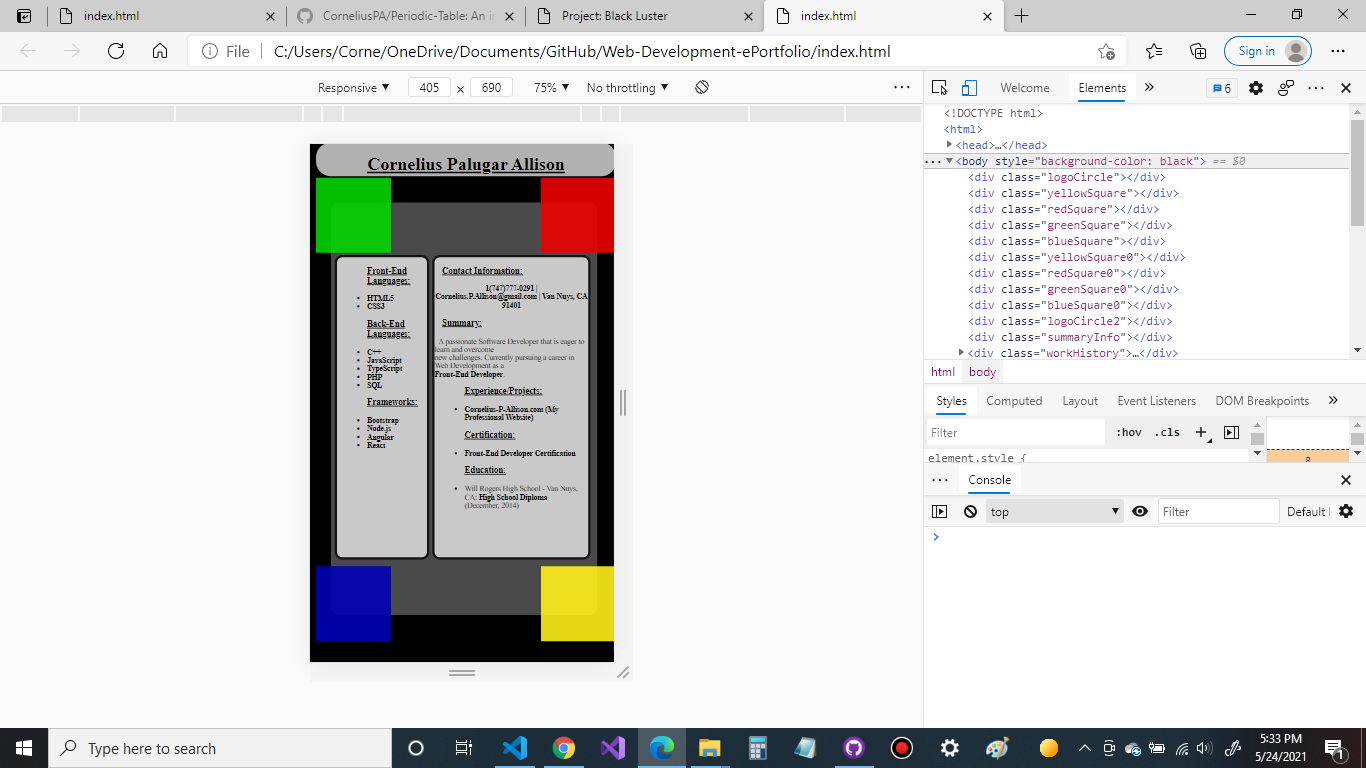 index.html
CorneliusPA/Periodic-Table: An in
Project: Black Luster
index.html
File
C:/Users/Corne/OneDrive/Documents/GitHub/Web-Development-ePortfolio/index.html
Sign in
Responsive
405
×
690
75%
No throttling
Welcome
Elements
6
Cornelius Palugar Allison
Front-End
Languages:
HTML5
CSS3
Back-End
Languages:
C++
JavaScript
TypeScript
PHP
SQL
Frameworks:
Bootstrap
Node.js
Angular
React
Contact Information:
1(747)777-0291 |
Cornelius.P.Allison@gmail.com | Van Nuys, CA
91401
Summary:
A passionate Software Developer that is eager to
learn and overcome
new challenges. Currently pursuing a career in
Web Development as a
Front-End Developer.
Experience/Projects:
Cornelius-P-Allison.com (My
Professional Website)
Certification:
Front-End Developer Certification
Education:
Will Rogers High School - Van Nuys,
CA: High School Diploma
(December, 2014)
<!DOCTYPE html>
<html>
<head>…</head>
<body style="background-color: black"> == $0
<div class="logoCircle"></div>
<div class="yellowSquare"></div>
<div class="redSquare"></div>
<div class="greenSquare"></div>
<div class="blueSquare"></div>
<div class="yellowSquare0"></div>
<div class="redSquare0"></div>
<div class="greenSquare0"></div>
<div class="blueSquare0"></div>
<div class="logoCircle2"></div>
<div class="summaryInfo"></div>
<div class="workHistory">…</div>
html body
Styles Computed Layout Event Listeners DOM Breakpoints
Filter
:hov .cls
element.style {
8
Console
top
Filter
Default
Type here to search
5:33 PM
5/24/2021
1